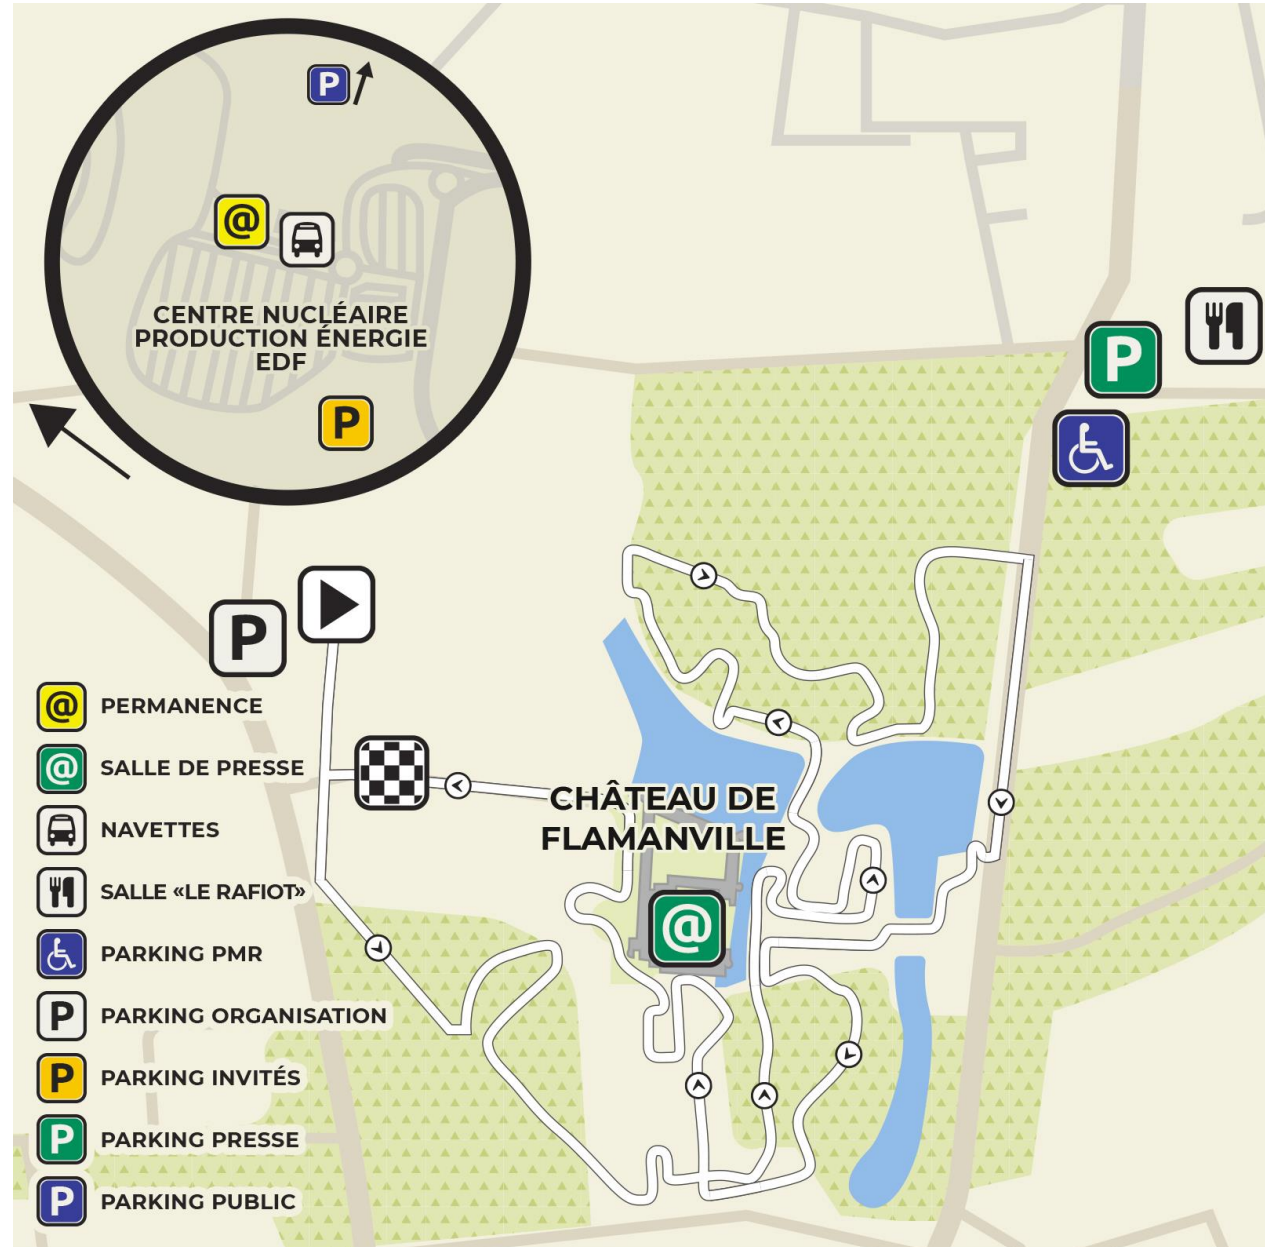 P
@
CENTRE NUCLÉAIRE
PRODUCTION ÉNERGIE
EDF
P
P
P
@ PERMANENCE
@ SALLE DE PRESSE
NAVETTES
SALLE «LE RAFIOT»
PARKING PMR
P PARKING ORGANISATION
P PARKING INVITÉS
P PARKING PRESSE
P PARKING PUBLIC
CHÂTEAU DE
FLAMANVILLE
@